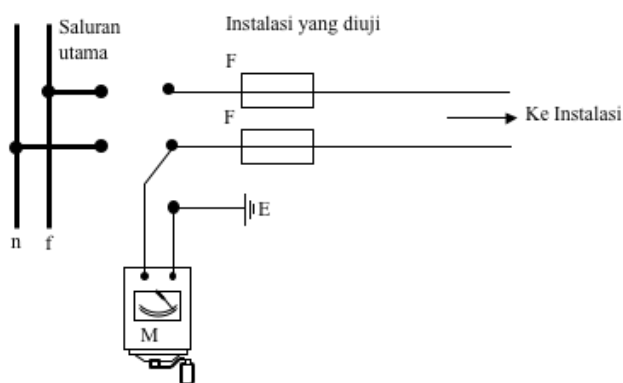 Saluran
utama
Instalasi yang diuji
F
F
Ke Instalasi
E
n f
M